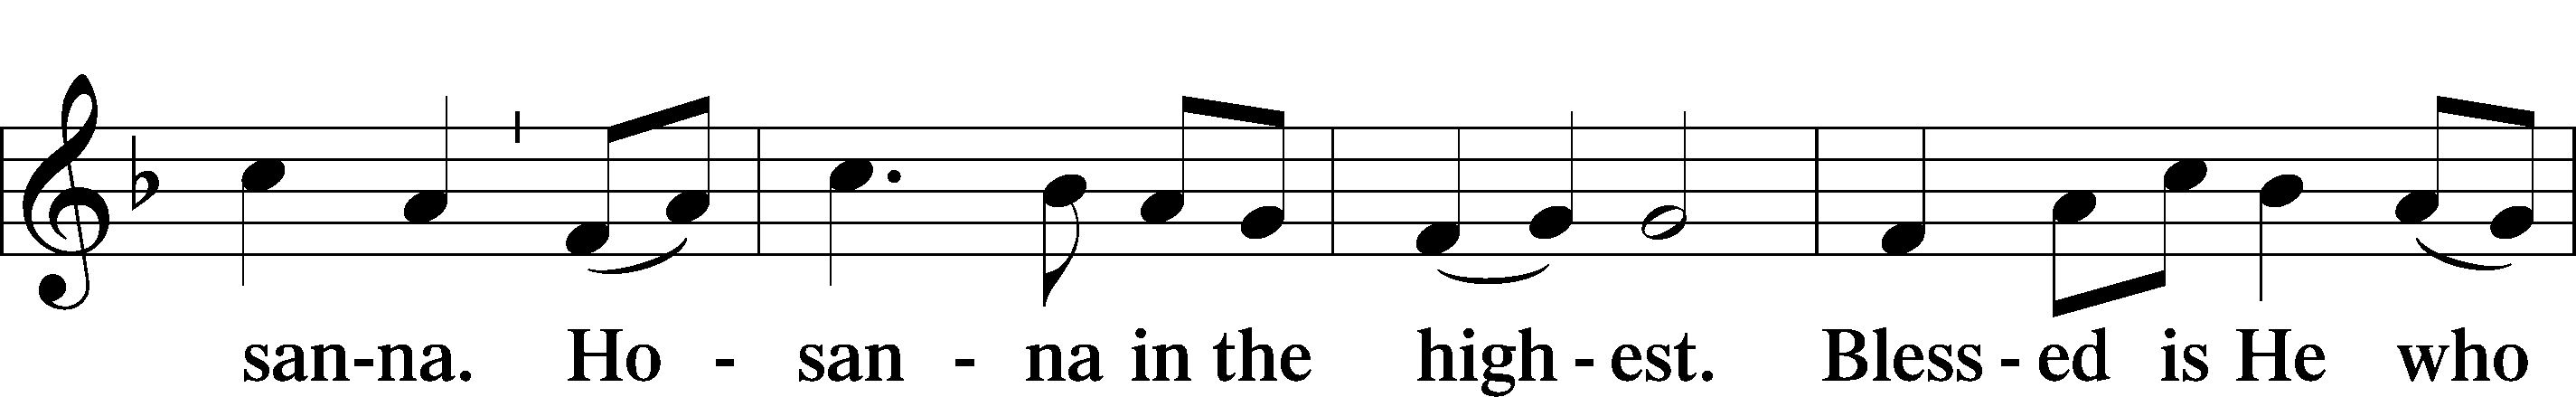 san-na. Ho - san - na in the high - est. Bless - ed is He who